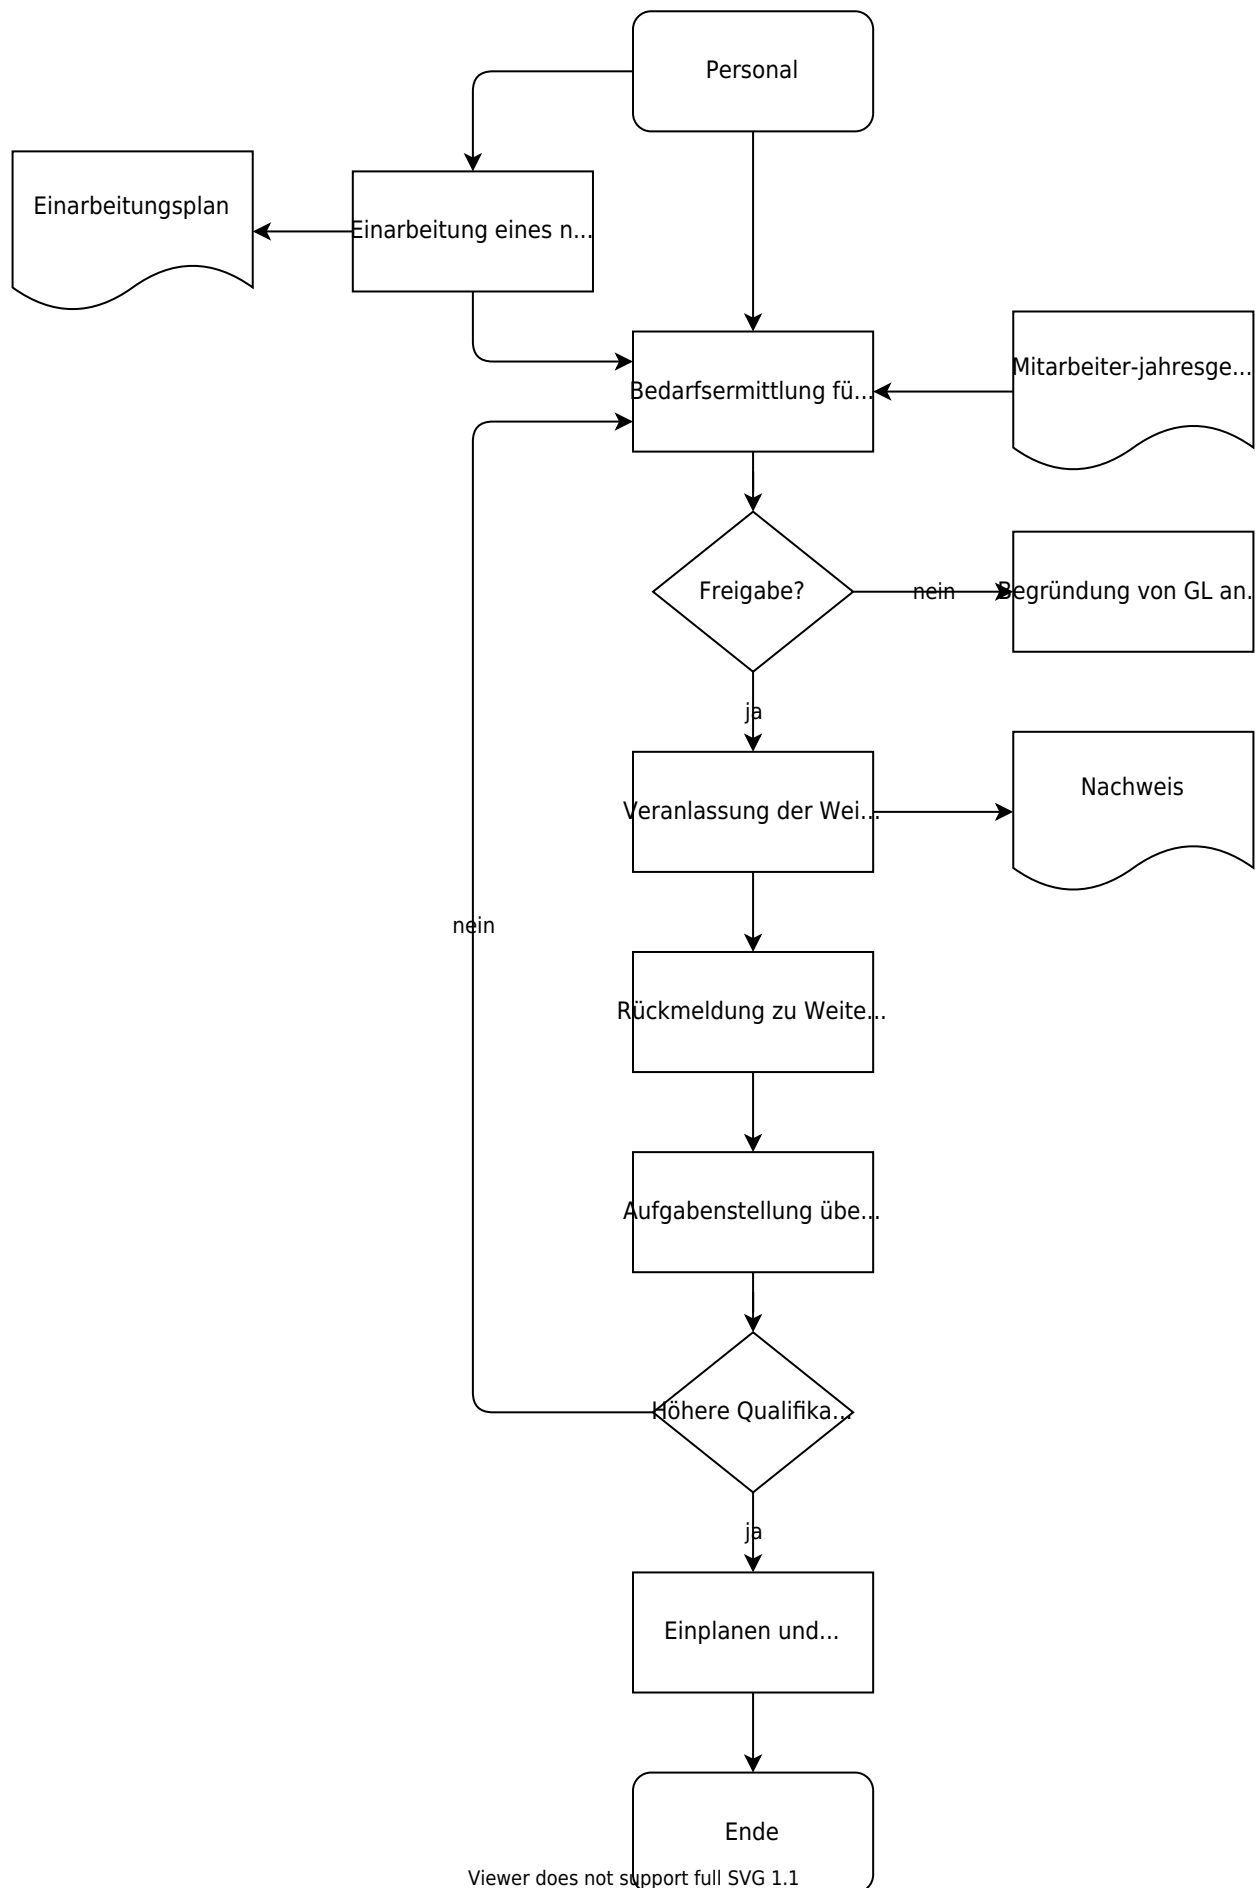 Personal
Einarbeitungsplan
Einarbeitung eines n...
Mitarbeiter-jahresge...
Bedarfsermittlung fü...
Freigabe?
nein
Begründung von GL an.
ja
Nachweis
Veranlassung der Wei...
nein
Rückmeldung zu Weite...
Aufgabenstellung übe...
Höhere Qualifika...
ja
Einplanen und...
Ende
Viewer does not support full SVG 1.1